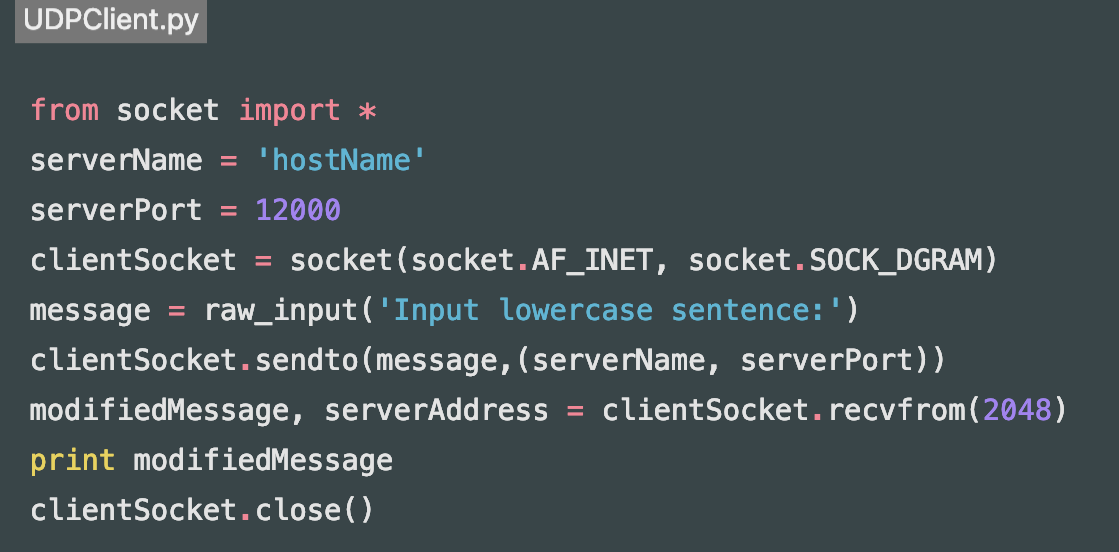 UDPClient.py
from socket import *
serverName = 'hostName'
serverPort = 12000
clientSocket = socket(socket.AF_INET, socket.SOCK_DGRAM)
message = raw_input('Input lowercase sentence:')
clientSocket.sendto(message,(serverName, serverPort))
modifiedMessage, serverAddress = clientSocket.recvfrom(2048)
print modifiedMessage
clientSocket.close()